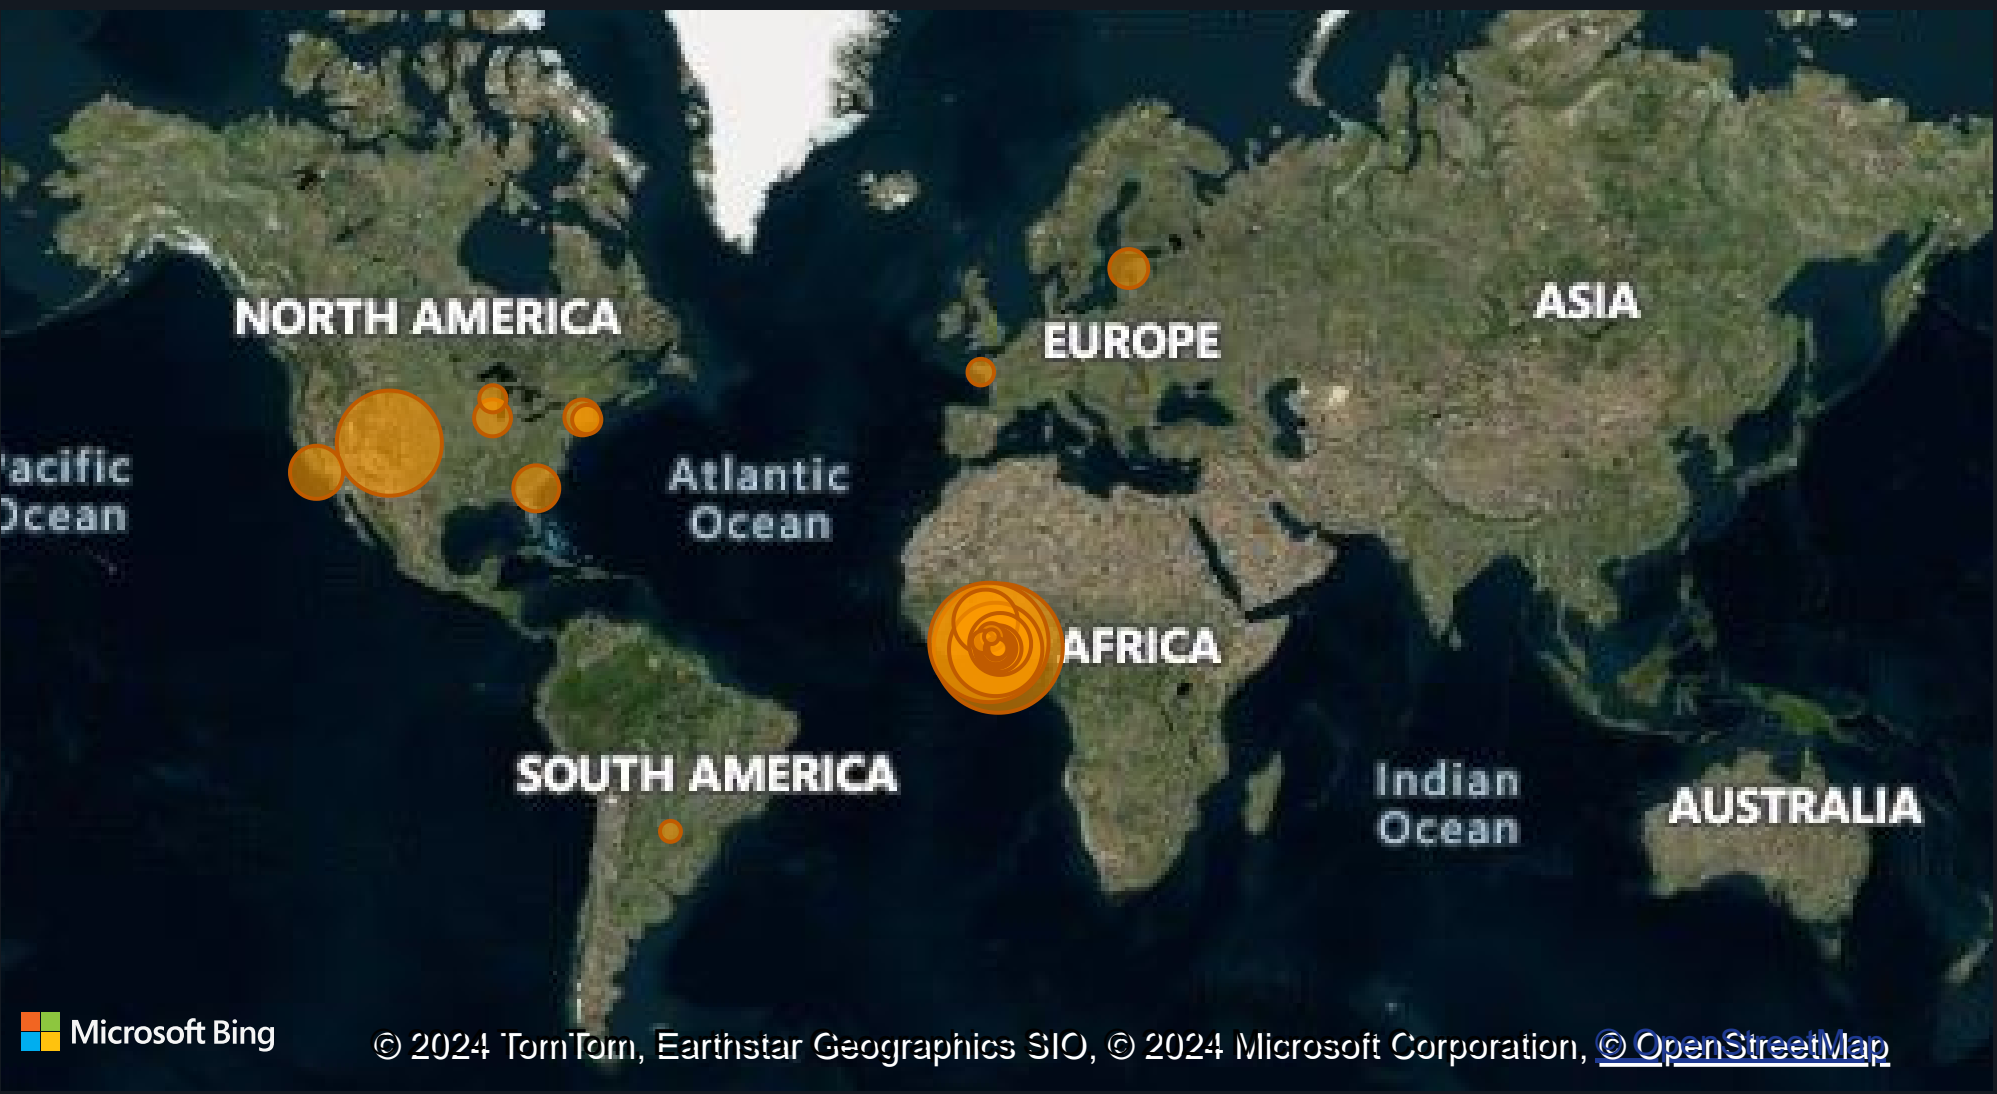 NORTH AMERICA
ASIA
EUROPE
Pacific
Ocean
Atlantic
Ocean
AFRICA
SOUTH AMERICA
Indian
Ocean
AUSTRALIA
Microsoft Bing
© 2024 TomTom, Earthstar Geographics SIO, © 2024 Microsoft Corporation, © OpenStreetMap